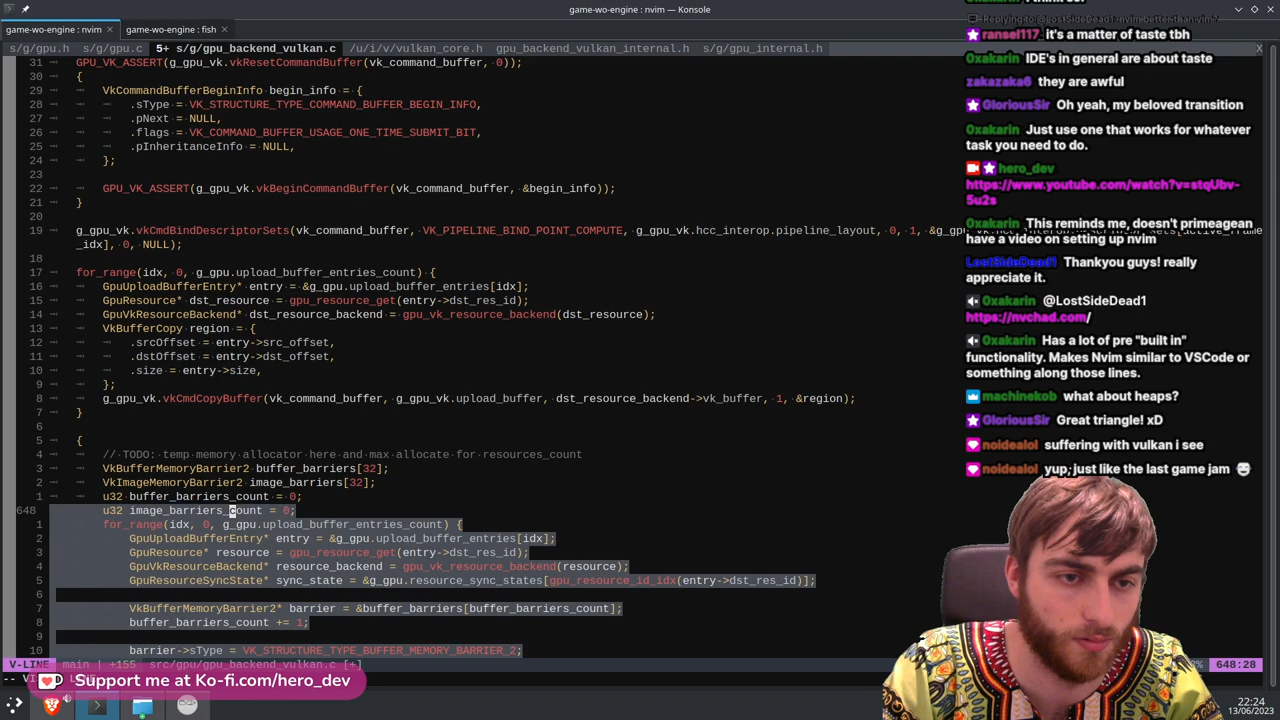 game-wo-engine : nvim — Konsole
game-wo-engine : nvim
game-wo-engine : fish
s/g/gpu.h s/g/gpu.c 5+ s/g/gpu_backend_vulkan.c /u/i/v/vulkan_core.h gpu_backend_vulkan_internal.h s/g/gpu_internal.h X
31 GPU_VK_ASSERT(g_gpu_vk.vkResetCommandBuffer(vk_command_buffer, 0));
30 {
29 VkCommandBufferBeginInfo begin_info = {
28 .sType = VK_STRUCTURE_TYPE_COMMAND_BUFFER_BEGIN_INFO,
27 .pNext = NULL,
26 .flags = VK_COMMAND_BUFFER_USAGE_ONE_TIME_SUBMIT_BIT,
25 .pInheritanceInfo = NULL,
24 };
23
22 GPU_VK_ASSERT(g_gpu_vk.vkBeginCommandBuffer(vk_command_buffer, &begin_info));
21 }
20
19 g_gpu_vk.vkCmdBindDescriptorSets(vk_command_buffer, VK_PIPELINE_BIND_POINT_COMPUTE, g_gpu_vk.hcc_interop.pipeline_layout, 0, 1, &g_gpu
_idx], 0, NULL);
18
17 for_range(idx, 0, g_gpu.upload_buffer_entries_count) {
16 GpuUploadBufferEntry* entry = &g_gpu.upload_buffer_entries[idx];
15 GpuResource* dst_resource = gpu_resource_get(entry->dst_res_id);
14 GpuVkResourceBackend* dst_resource_backend = gpu_vk_resource_backend(dst_resource);
13 VkBufferCopy region = {
12 .srcOffset = entry->src_offset,
11 .dstOffset = entry->dst_offset,
10 .size = entry->size,
9 };
8 g_gpu_vk.vkCmdCopyBuffer(vk_command_buffer, g_gpu_vk.upload_buffer, dst_resource_backend->vk_buffer, 1, &region);
7 }
6
5 {
4 // TODO: temp memory allocator here and max allocate for resources_count
3 VkBufferMemoryBarrier2 buffer_barriers[32];
2 VkImageMemoryBarrier2 image_barriers[32];
1 u32 buffer_barriers_count = 0;
648 u32 image_barriers_count = 0;
1 for_range(idx, 0, g_gpu.upload_buffer_entries_count) {
2 GpuUploadBufferEntry* entry = &g_gpu.upload_buffer_entries[idx];
3 GpuResource* resource = gpu_resource_get(entry->dst_res_id);
4 GpuVkResourceBackend* resource_backend = gpu_vk_resource_backend(resource);
5 GpuResourceSyncState* sync_state = &g_gpu.resource_sync_states[gpu_resource_id_idx(entry->dst_res_id)];
6
7 VkBufferMemoryBarrier2* barrier = &buffer_barriers[buffer_barriers_count];
8 buffer_barriers_count += 1;
9
10 barrier->sType = VK_STRUCTURE_TYPE_BUFFER_MEMORY_BARRIER_2;
V-LINE main | +155 src/gpu/gpu_backend_vulkan.c [+] 648:28
Support me at Ko-fi.com/hero_dev
ransel117 it's a matter of taste tbh
0xakarin IDE's in general are about taste
zakazaka6 they are awful
GloriousSir Oh yeah, my beloved transition
0xakarin Just use one that works for whatever
task you need to do.
hero_dev
https://www.youtube.com/watch?v=stqUbv-
5u2s
0xakarin This reminds me, doesn't primeagean
have a video on setting up nvim
LostSideDead1 Thankyou guys! really
appreciate it.
0xakarin @LostSideDead1
https://nvchad.com/
0xakarin Has a lot of pre "built in"
functionality. Makes Nvim similar to VSCode or
something along those lines.
machinekob what about heaps?
GloriousSir Great triangle! xD
noidealol suffering with vulkan i see
noidealol yup, just like the last game jam
22:24
13/06/2023